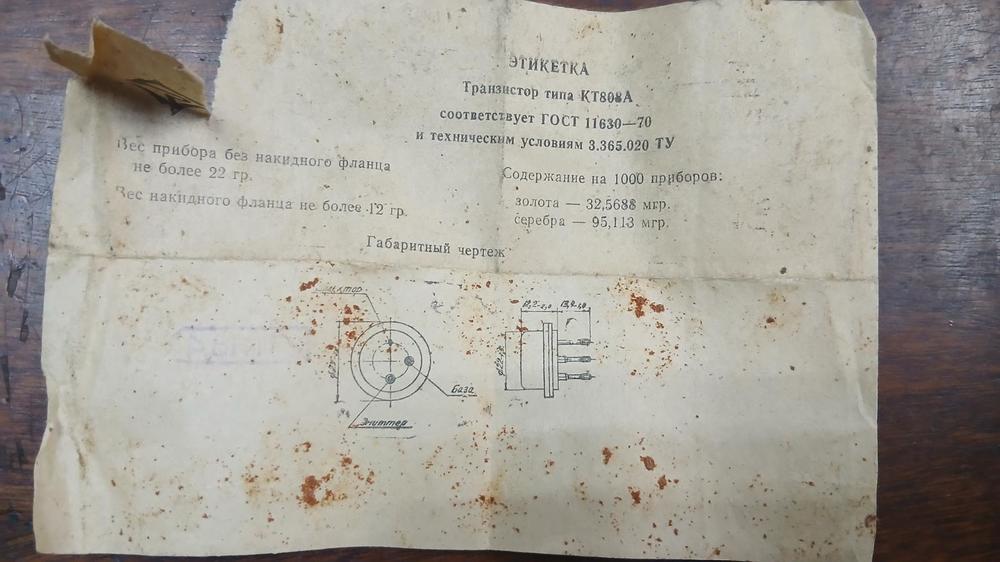 ЭТИКЕТКА
Транзистор типа КТ808А
соответствует ГОСТ 11630—70
и техническим условиям 3.365.020 ТУ
Вес прибора без накидного фланца
не более 22 гр.
Вес накидного фланца не более 12 гр.
Содержание на 1000 приборов:
золота — 32,5688 мгр.
серебра — 95,113 мгр.
Габаритный чертеж
База
Эмиттер